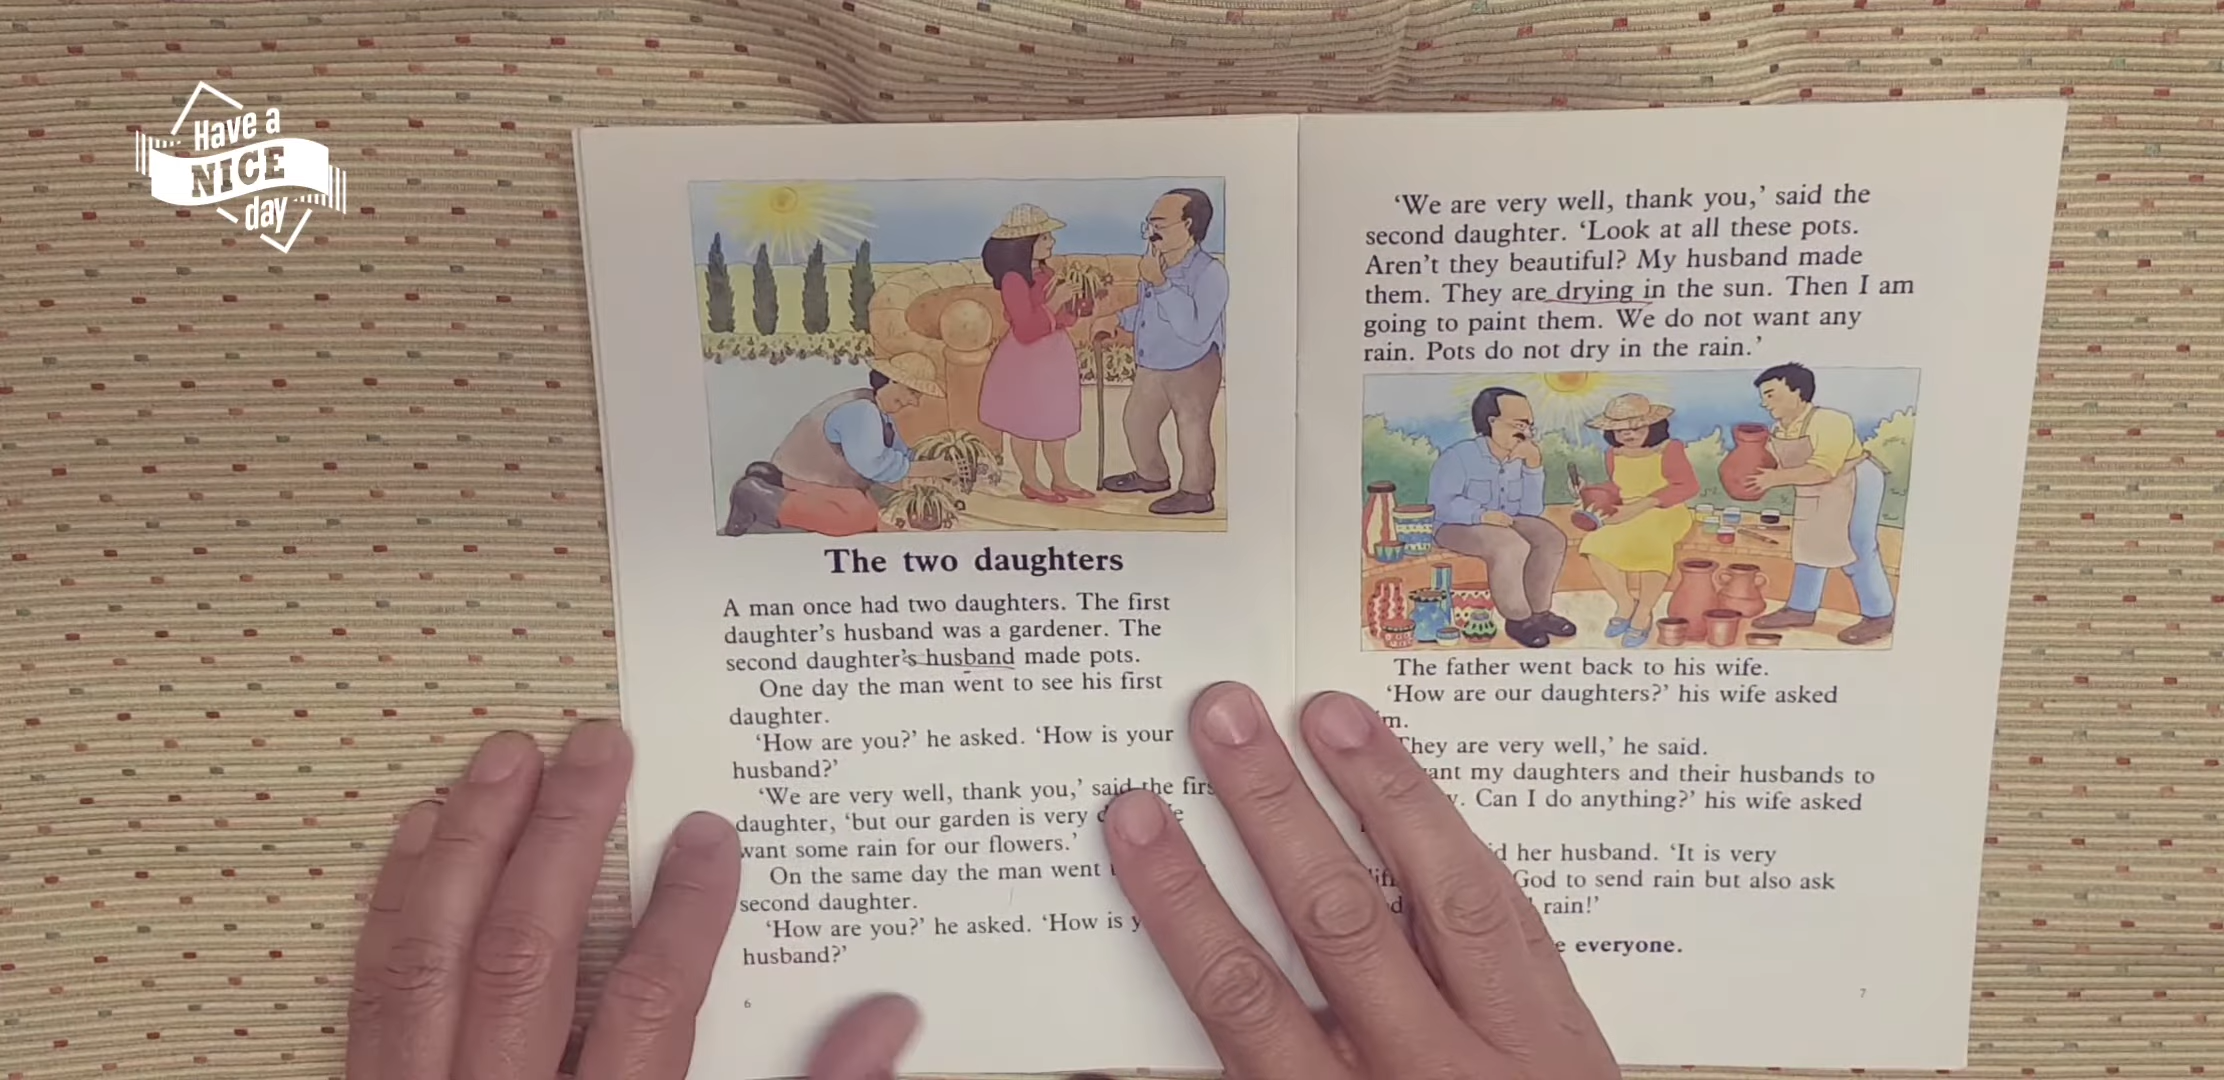 Have a
NICE
day
The two daughters
A man once had two daughters. The first
daughter's husband was a gardener. The
second daughter's husband made pots.
One day the man went to see his first
daughter.
'How are you?' he asked. 'How is your
husband?'
'We are very well, thank you,' said the
daughter, 'but our garden is very
want some rain for our flowers.'
On the same day the man went
second daughter.
'How are you?' he asked. 'How is
husband?'
6
'We are very well, thank you,' said the
second daughter. 'Look at all these pots.
Aren't they beautiful? My husband made
them. They are drying in the sun. Then I am
going to paint them. We do not want any
rain. Pots do not dry in the rain.'
The father went back to his wife.
'How are our daughters?' his wife asked
They are very well,' he said.
my daughters and their husbands to
Can I do anything?' his wife asked
her husband. 'It is very
God to send rain but also ask
rain!'
everyone.
7